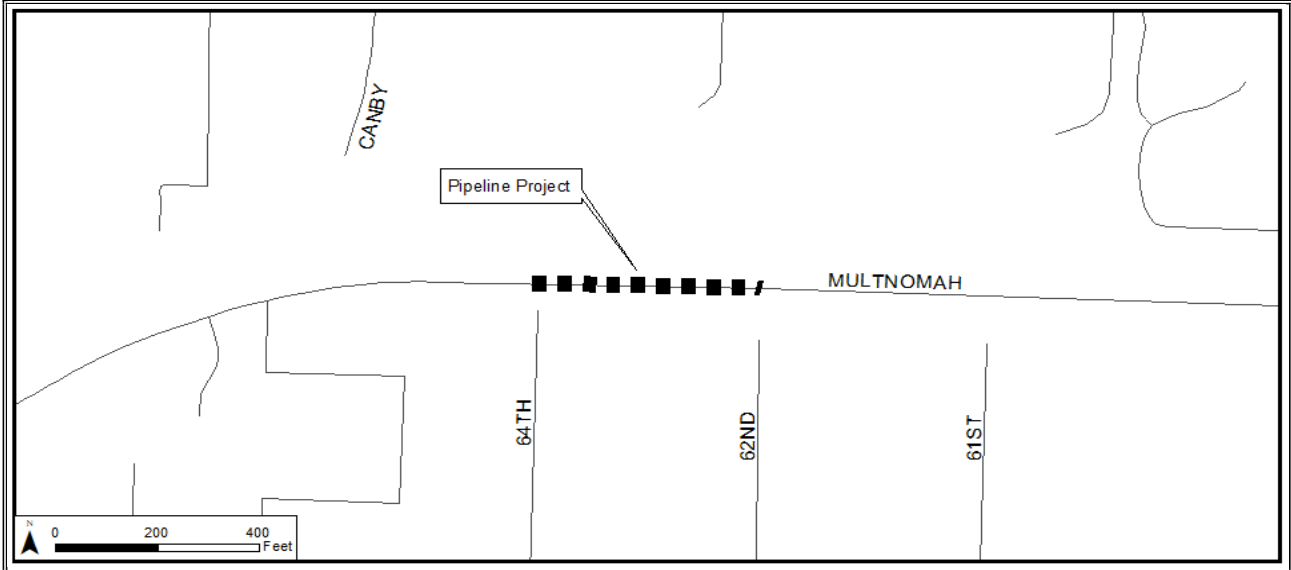 CANBY
Pipeline Project
MULTNOMAH
64TH
62ND
61ST
N
0 200 400
Feet